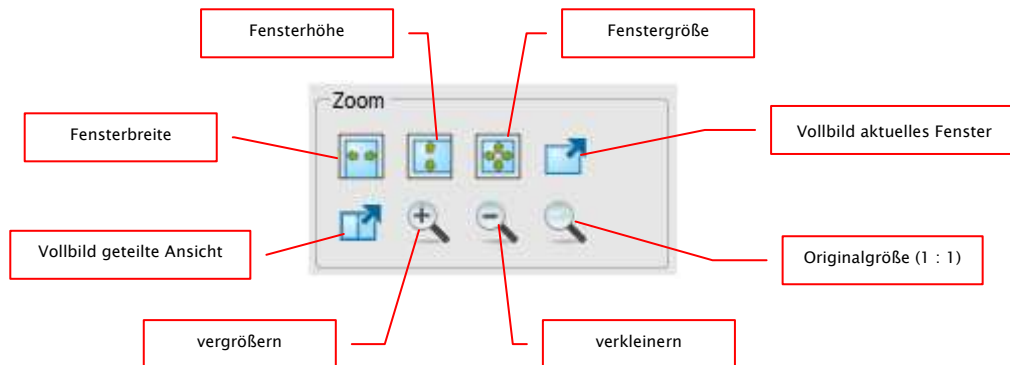 Fensterhöhe
Fenstergröße
Zoom
Fensterbreite
Vollbild aktuelles Fenster
Vollbild geteilte Ansicht
Originalgröße (1 : 1)
vergrößern
verkleinern